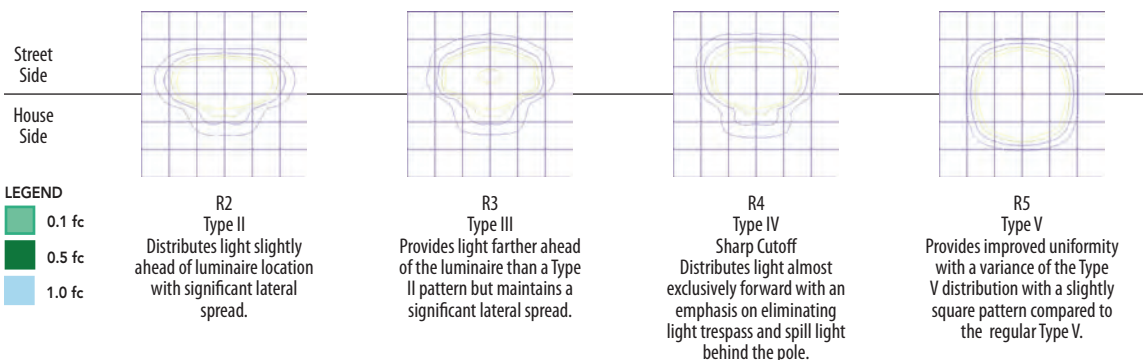 Street
Side
House
Side
LEGEND
0.1 fc
0.5 fc
1.0 fc
R2
Type II
Distributes light slightly
ahead of luminaire location
with significant lateral
spread.
R3
Type III
Provides light farther ahead
of the luminaire than a Type
II pattern but maintains a
significant lateral spread.
R4
Type IV
Sharp Cutoff
Distributes light almost
exclusively forward with an
emphasis on eliminating
light trespass and spill light
behind the pole.
R5
Type V
Provides improved uniformity
with a variance of the Type
V distribution with a slightly
square pattern compared to
the regular Type V.